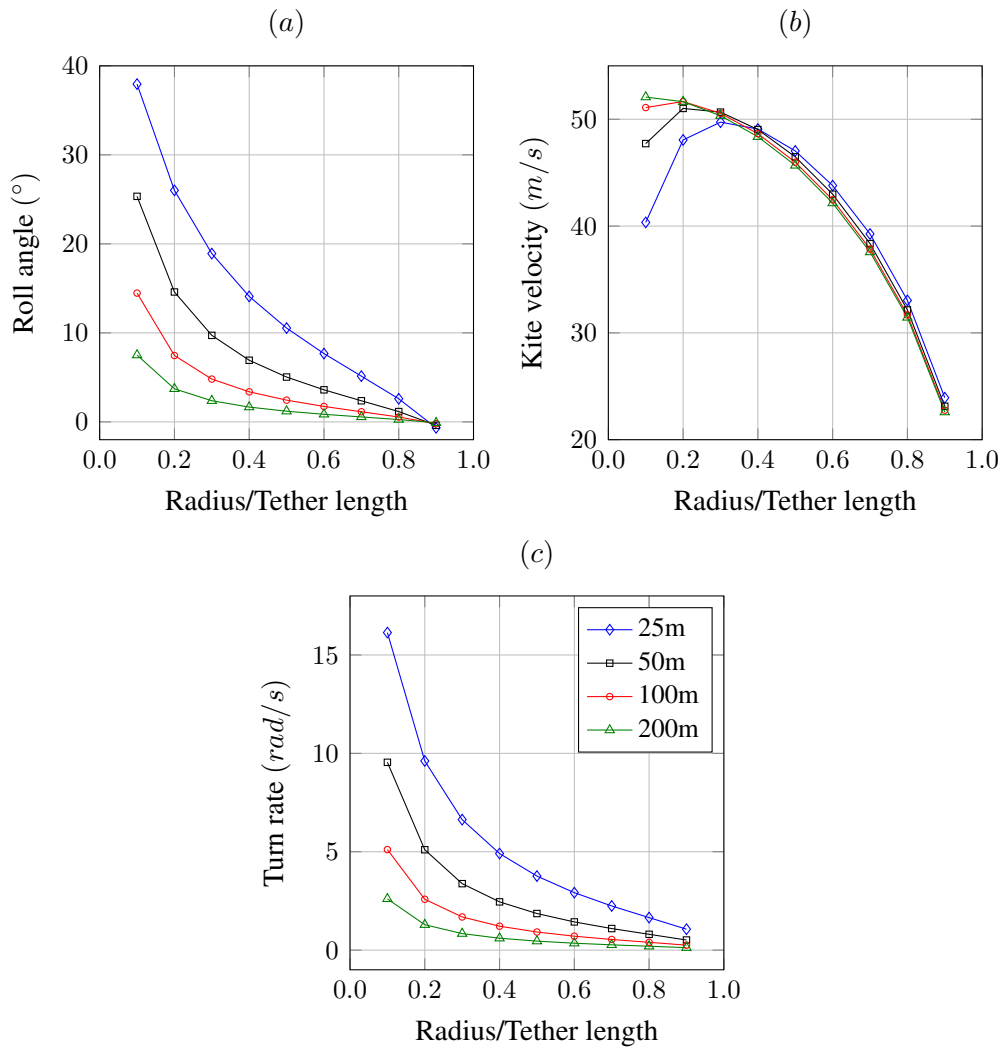 (a)
40
30
20
10
0
0.0 0.2 0.4 0.6 0.8 1.0
Roll angle (°)
Radius/Tether length
(b)
50
40
30
20
0.0 0.2 0.4 0.6 0.8 1.0
Kite velocity (m/s)
Radius/Tether length
(c)
15
10
5
0
0.0 0.2 0.4 0.6 0.8 1.0
Turn rate (rad/s)
Radius/Tether length
25m
50m
100m
200m